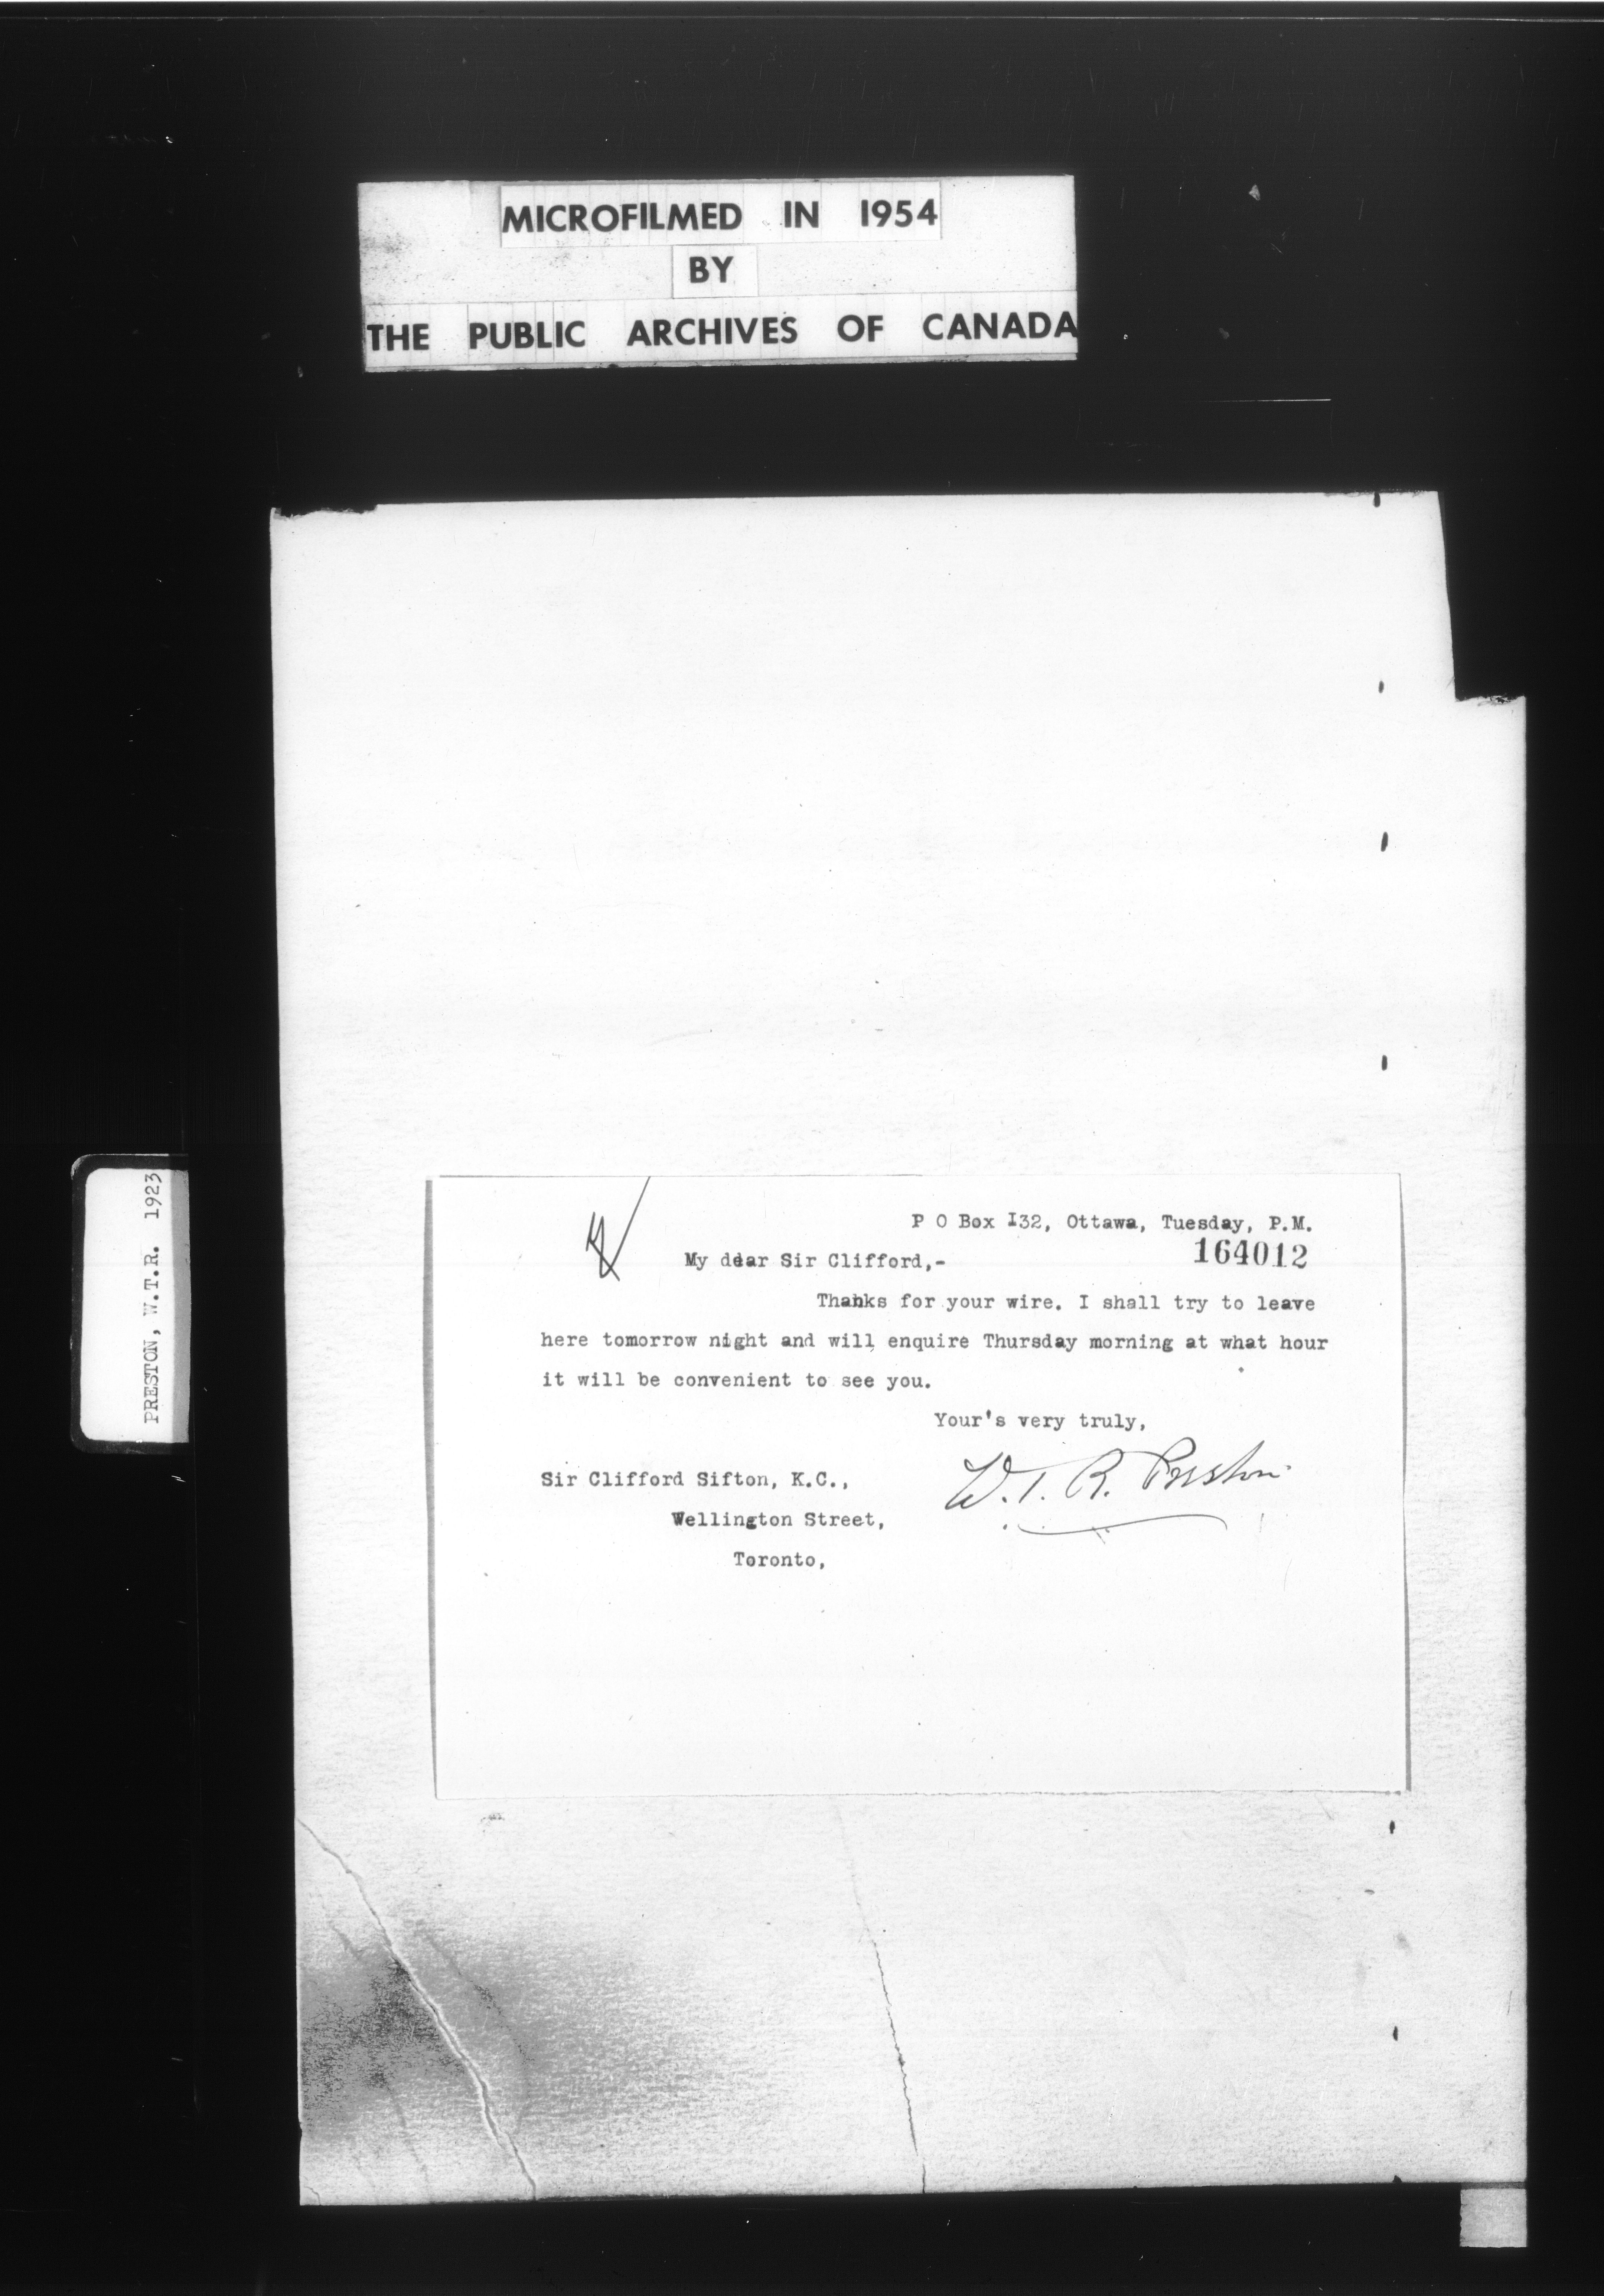 MICROFILMED IN 1954
BY
THE PUBLIC ARCHIVES OF CANADA
PRESTON, W.T.R. 1923
P O Box I32, Ottawa, Tuesday, P.M.
164012
My dear Sir Clifford,-
Thanks for your wire. I shall try to leave
here tomorrow night and will enquire Thursday morning at what hour
it will be convenient to see you.
Your's very truly,
W. T. R. Preston
Sir Clifford Sifton, K.C.,
Wellington Street,
Toronto,